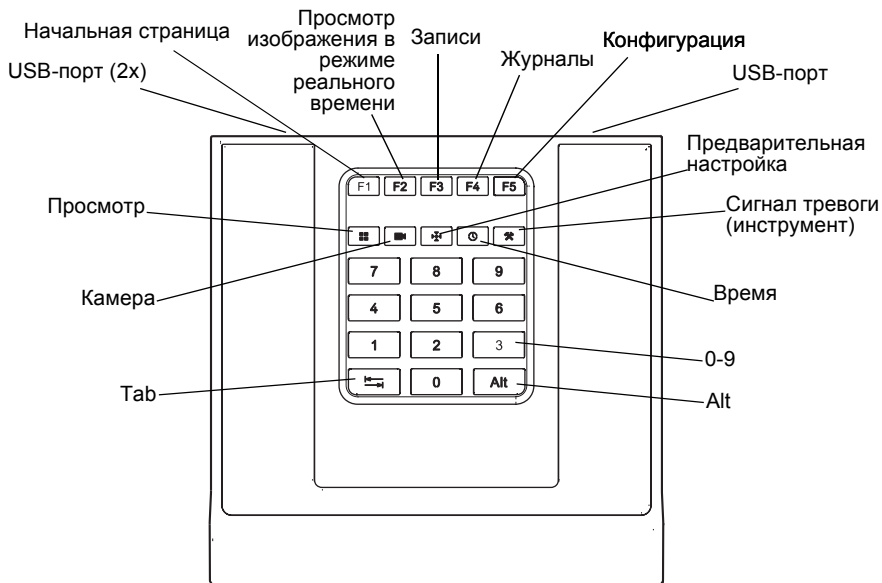 Начальная страница
USB-порт (2x)
Просмотр
изображения в
режиме
реального
времени
Записи
Журналы
Конфигурация
USB-порт
Предварительная
настройка
F1 F2 F3 F4 F5
Просмотр
Сигнал тревоги
(инструмент)
7 8 9
Камера
Время
4 5 6
1 2 3
0-9
Tab
0 Alt
Alt